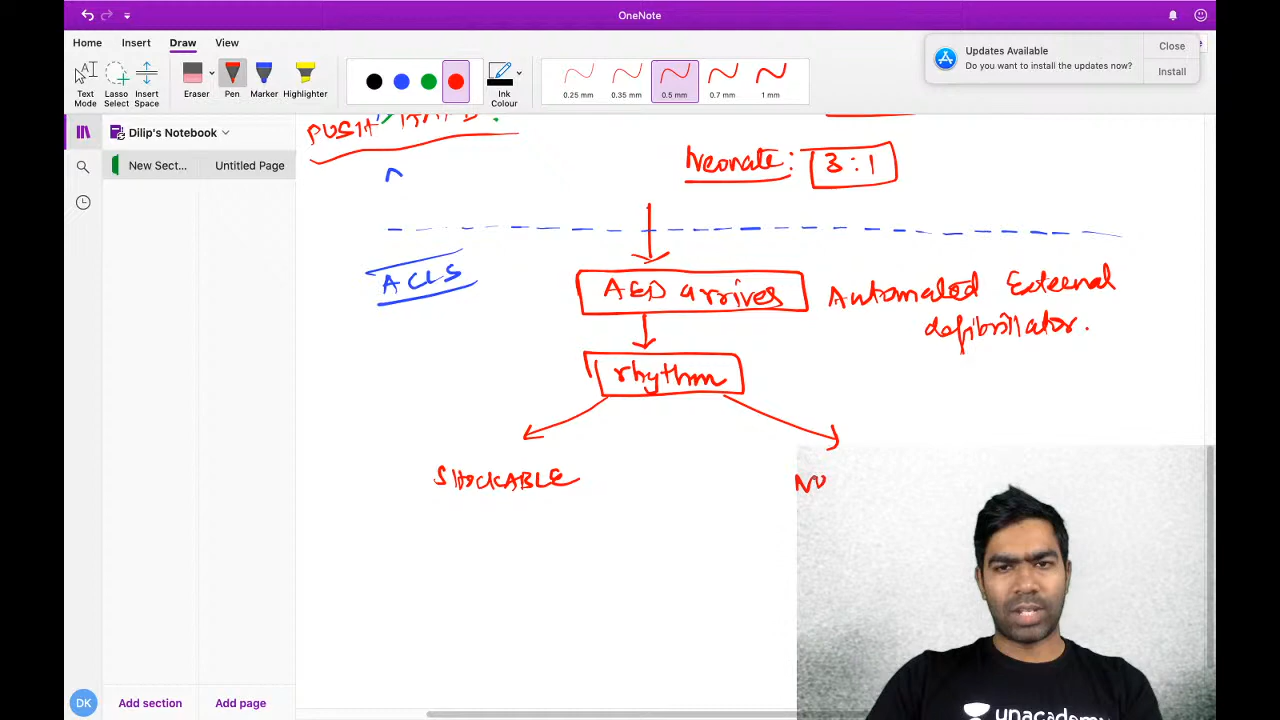 OneNote
Home Insert Draw View
Updates Available
Do you want to install the updates now?
Close
Install
Text Mode
Lasso Select
Insert Space
Eraser
Pen
Marker
Highlighter
Ink Colour
0.25 mm
0.35 mm
0.5 mm
0.7 mm
1 mm
Dilip's Notebook
New Sect...
Untitled Page
PUSH
Neonate : 3 : 1
ACLS
AED arrives
Automated External
defibrillator.
rhythm
SHOCKABLE
NO
DK
Add section
Add page
unacademy